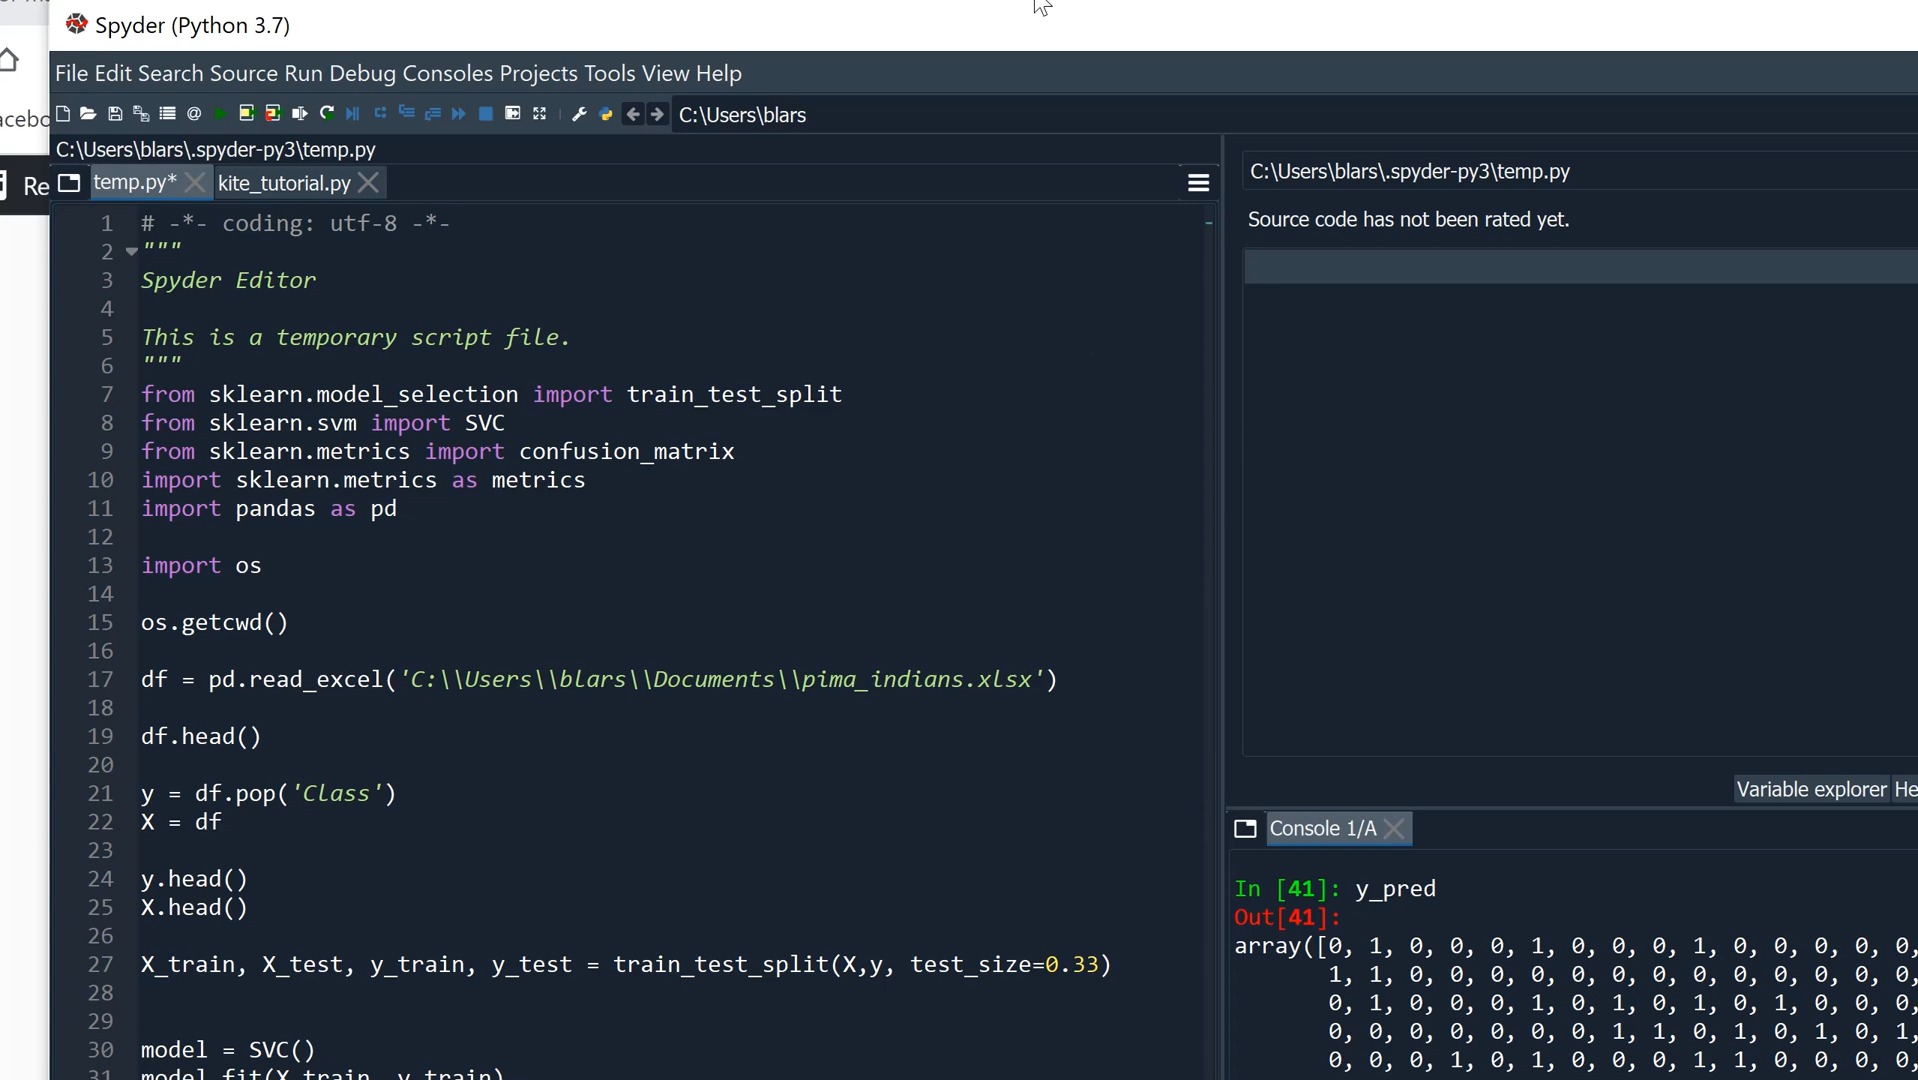 Spyder (Python 3.7)
File Edit Search Source Run Debug Consoles Projects Tools View Help
C:\Users\blars
C:\Users\blars\.spyder-py3\temp.py
Re
temp.py*
kite_tutorial.py
1 # -*- coding: utf-8 -*-
2 """
3 Spyder Editor
4
5 This is a temporary script file.
6 """
7 from sklearn.model_selection import train_test_split
8 from sklearn.svm import SVC
9 from sklearn.metrics import confusion_matrix
10 import sklearn.metrics as metrics
11 import pandas as pd
12
13 import os
14
15 os.getcwd()
16
17 df = pd.read_excel('C:\\Users\\blars\\Documents\\pima_indians.xlsx')
18
19 df.head()
20
21 y = df.pop('Class')
22 X = df
23
24 y.head()
25 X.head()
26
27 X_train, X_test, y_train, y_test = train_test_split(X,y, test_size=0.33)
28
29
30 model = SVC()
31 model.fit(X_train, y_train)
C:\Users\blars\.spyder-py3\temp.py
Source code has not been rated yet.
Variable explorer He
Console 1/A
In [41]: y_pred
Out[41]:
array([0, 1, 0, 0, 0, 1, 0, 0, 0, 1, 0, 0, 0, 0, 0,
1, 1, 0, 0, 0, 0, 0, 0, 0, 0, 0, 0, 0, 0, 0,
0, 1, 0, 0, 0, 1, 0, 1, 0, 1, 0, 1, 0, 0, 0,
0, 0, 0, 0, 0, 0, 0, 1, 1, 0, 1, 0, 1, 0, 1,
0, 0, 0, 1, 0, 1, 0, 0, 0, 1, 1, 0, 0, 0, 0,